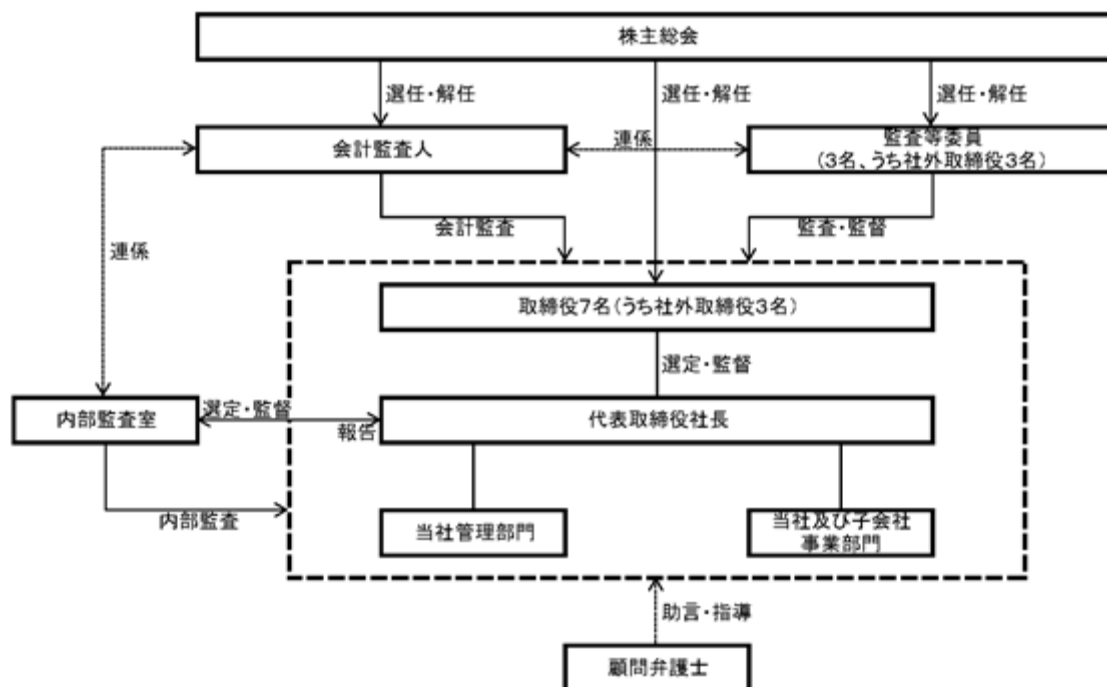 株主総会
選任・解任
選任・解任
選任・解任
会計監査人
連係
監査等委員
(3名、うち社外取締役3名)
会計監査
監査・監督
連係
取締役7名(うち社外取締役3名)
選定・監督
内部監査室
選定・監督
報告
代表取締役社長
内部監査
当社管理部門
当社及び子会社
事業部門
助言・指導
顧問弁護士